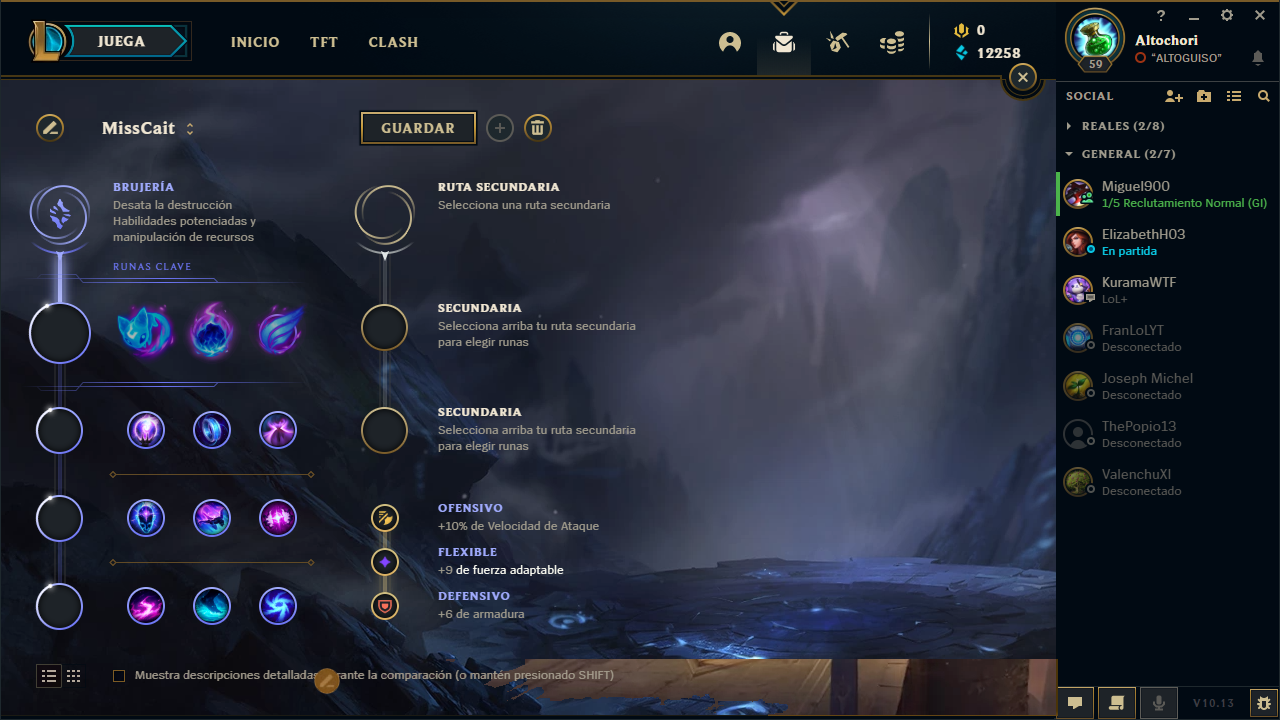 JUEGA
INICIO
TFT
CLASH
0
12258
?
59
Altochori
“ALTOGUISO”
SOCIAL
REALES (2/8)
GENERAL (2/7)
Miguel900
1/5 Reclutamiento Normal (GI)
ElizabethH03
En partida
KuramaWTF
LoL+
FranLoLYT
Desconectado
Joseph Michel
Desconectado
ThePopio13
Desconectado
ValenchuXI
Desconectado
V10.13
MissCait
GUARDAR
BRUJERÍA
Desata la destrucción
Habilidades potenciadas y
manipulación de recursos
RUNAS CLAVE
RUTA SECUNDARIA
Selecciona una ruta secundaria
SECUNDARIA
Selecciona arriba tu ruta secundaria
para elegir runas
SECUNDARIA
Selecciona arriba tu ruta secundaria
para elegir runas
OFENSIVO
+10% de Velocidad de Ataque
FLEXIBLE
+9 de fuerza adaptable
DEFENSIVO
+6 de armadura
Muestra descripciones detalladas rante la comparación (o mantén presionado SHIFT)